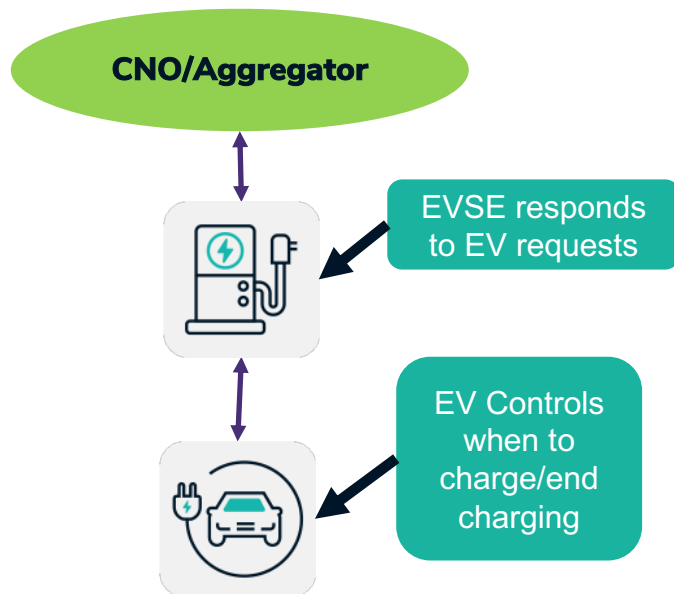 CNO/Aggregator
EVSE responds
to EV requests
EV Controls
when to
charge/end
charging